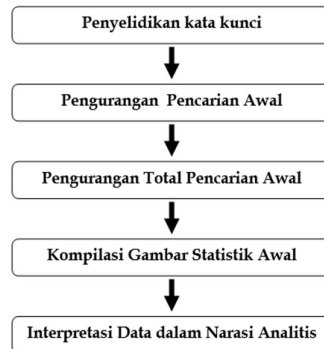 Penyelidikan kata kunci
Pengurangan Pencarian Awal
Pengurangan Total Pencarian Awal
Kompilasi Gambar Statistik Awal
Interpretasi Data dalam Narasi Analitis